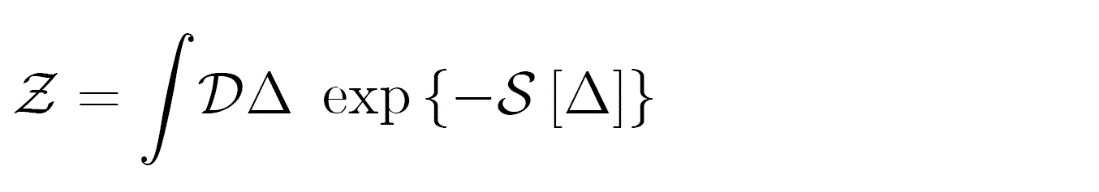 𝒵 = ∫ 𝒟Δ exp {−𝒮 [Δ]}